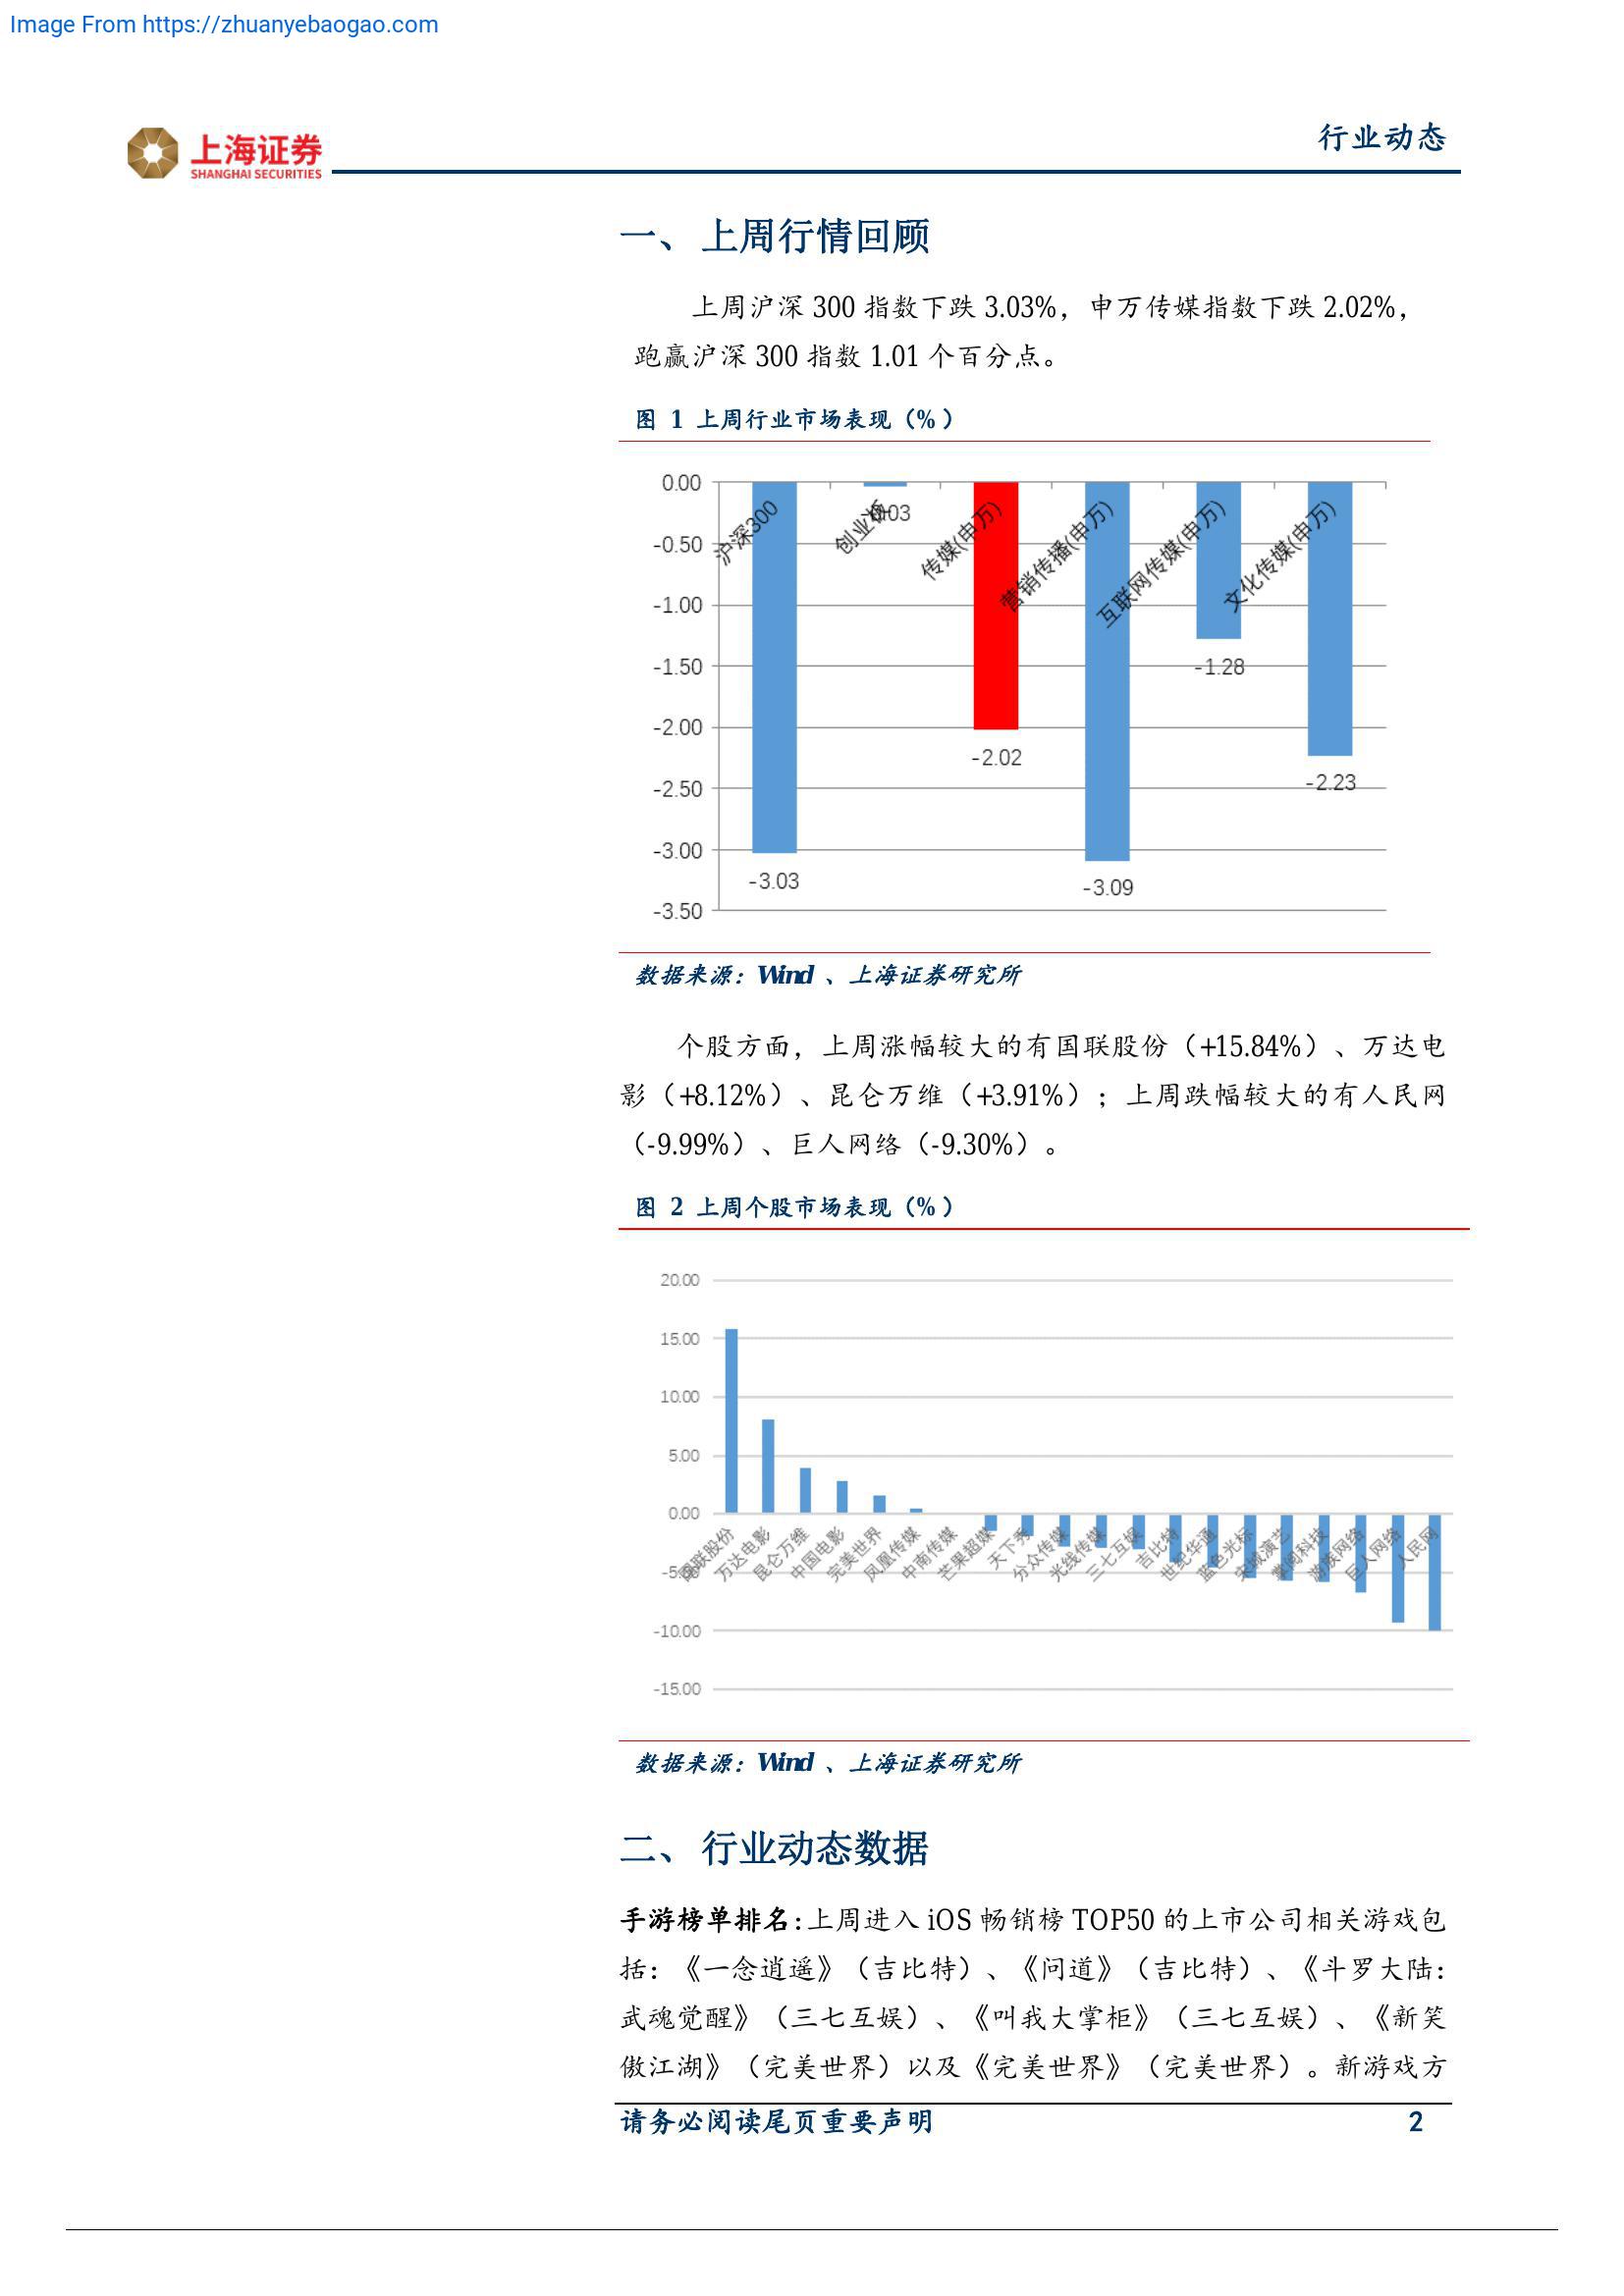 Image From https://zhuanyebaogao.com
上海证券
SHANGHAI SECURITIES
行业动态
一、 上周行情回顾
上周沪深 300 指数下跌 3.03%，申万传媒指数下跌 2.02%，
跑赢沪深 300 指数 1.01 个百分点。
图 1 上周行业市场表现（%）
0.00
-0.50
-1.00
-1.50
-2.00
-2.50
-3.00
-3.50
沪深300
创业板
传媒(申万)
营销传播(申万)
互联网传媒(申万)
文化传媒(申万)
-3.03
-2.02
-3.09
-1.28
-2.23
数据来源：Wind 、上海证券研究所
个股方面，上周涨幅较大的有国联股份（+15.84%）、万达电
影（+8.12%）、昆仑万维（+3.91%）；上周跌幅较大的有人民网
（-9.99%）、巨人网络（-9.30%）。
图 2 上周个股市场表现（%）
20.00
15.00
10.00
5.00
0.00
-5.00
-10.00
-15.00
国联股份
万达电影
昆仑万维
中国电影
完美世界
凤凰传媒
中南传媒
芒果超媒
天下秀
分众传媒
光线传媒
三七互娱
吉比特
世纪华通
蓝色光标
宋城演艺
掌阅科技
游族网络
巨人网络
人民网
数据来源：Wind 、上海证券研究所
二、 行业动态数据
手游榜单排名：上周进入 iOS 畅销榜 TOP50 的上市公司相关游戏包
括：《一念逍遥》（吉比特）、《问道》（吉比特）、《斗罗大陆：
武魂觉醒》（三七互娱）、《叫我大掌柜》（三七互娱）、《新笑
傲江湖》（完美世界）以及《完美世界》（完美世界）。新游戏方
请务必阅读尾页重要声明
2